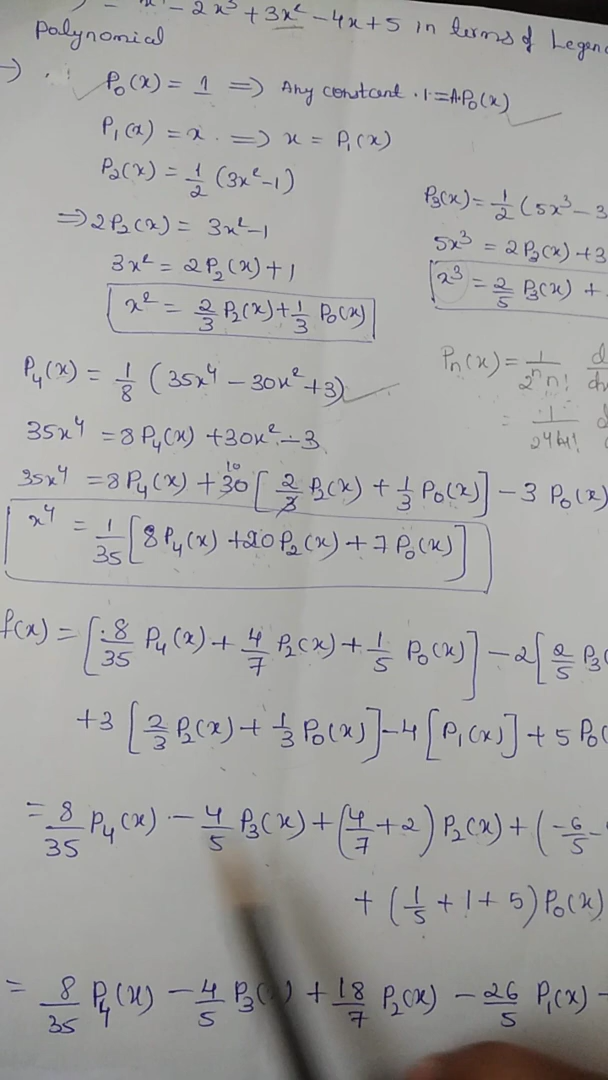 - 2x³ + 3x² - 4x + 5 in terms of Legen
Polynomial
P₀(x) = 1 ⇒ Any constant . 1 = A.P₀(x)
P₁(x) = x ⇒ x = P₁(x)
P₂(x) = 1/2 (3x² - 1)
⇒ 2P₂(x) = 3x² - 1
3x² = 2P₂(x) + 1
x² = 2/3 P₂(x) + 1/3 P₀(x)
P₃(x) = 1/2 (5x³ - 3
5x³ = 2P₃(x) + 3
x³ = 2/5 P₃(x) +
Pₙ(x) = 1/2ⁿn! d
= 1/2⁴4!
P₄(x) = 1/8 (35x⁴ - 30x² + 3)
35x⁴ = 8P₄(x) + 30x² - 3
35x⁴ = 8P₄(x) + 30 [2/3 P₂(x) + 1/3 P₀(x)] - 3 P₀(x)
x⁴ = 1/35 [8P₄(x) + 20P₂(x) + 7P₀(x)]
f(x) = [8/35 P₄(x) + 4/7 P₂(x) + 1/5 P₀(x)] - 2[2/5 P₃(
+ 3 [2/3 P₂(x) + 1/3 P₀(x)] - 4 [P₁(x)] + 5 P₀(
= 8/35 P₄(x) - 4/5 P₃(x) + (4/7 + 2) P₂(x) + (-6/5 -
+ (1/5 + 1 + 5) P₀(x)
= 8/35 P₄(x) - 4/5 P₃( ) + 18/7 P₂(x) - 26/5 P₁(x)